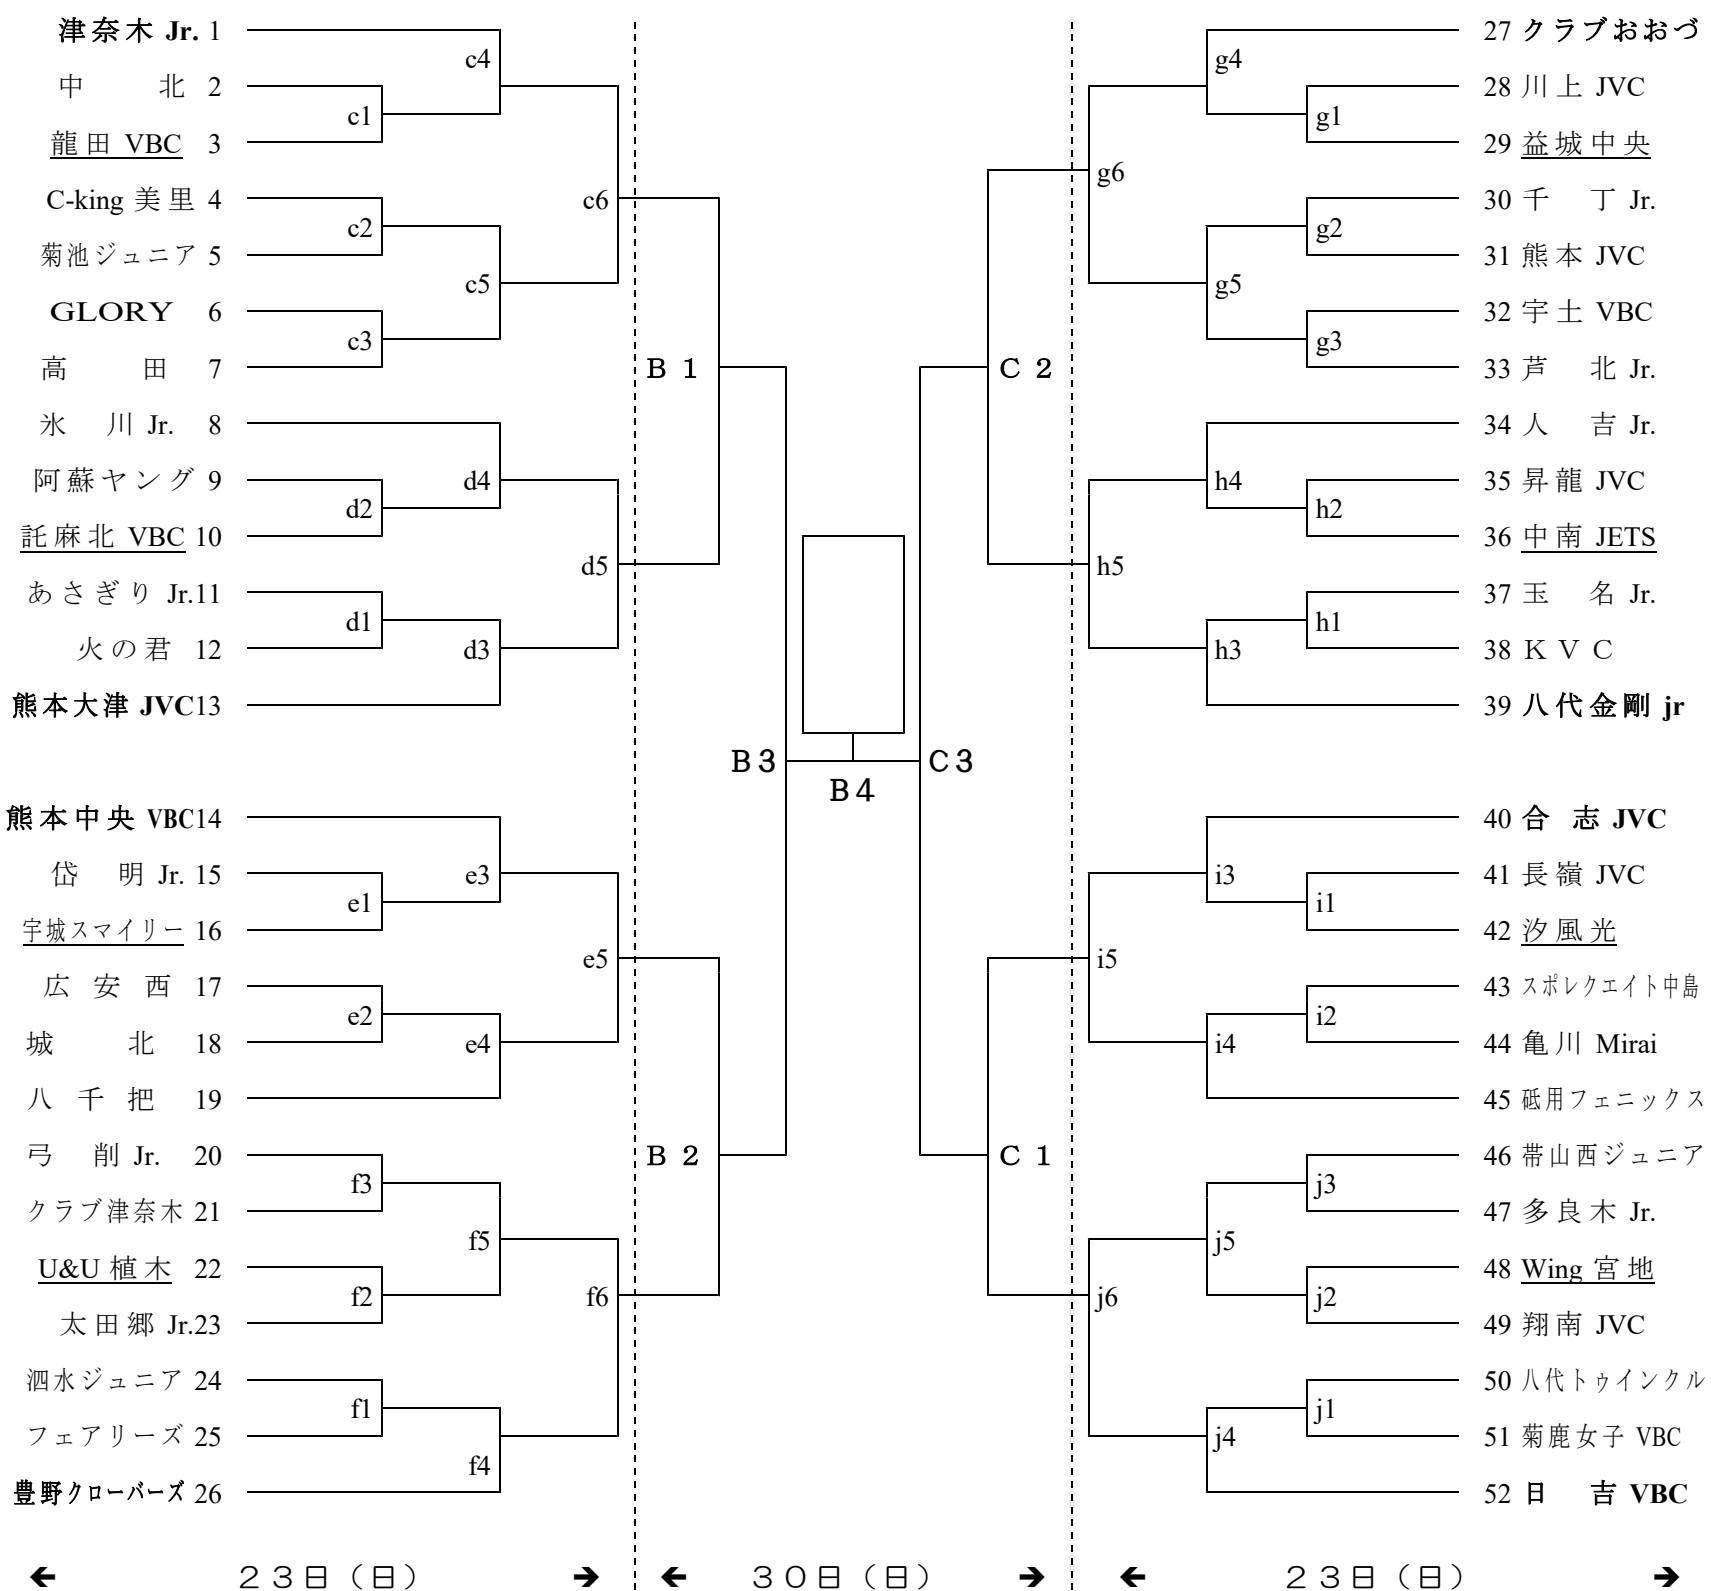 津奈木 Jr. 1
中 北 2
龍田 VBC 3
C-king 美里 4
菊池ジュニア 5
GLORY 6
高 田 7
氷 川 Jr. 8
阿蘇ヤング 9
託麻北 VBC 10
あさぎり Jr.11
火の君 12
熊本大津 JVC13
熊本中央 VBC14
岱 明 Jr. 15
宇城スマイリー 16
広 安 西 17
城 北 18
八 千 把 19
弓 削 Jr. 20
クラブ津奈木 21
U&U 植木 22
太田郷 Jr.23
泗水ジュニア 24
フェアリーズ 25
豊野クローバーズ 26
c4
c1
c6
c2
c5
c3
d4
d2
d5
d1
d3
e3
e1
e5
e2
e4
f3
f5
f2
f6
f1
f4
B 1
B 2
B3
B4
C3
C 2
C 1
g4
g1
g6
g2
g5
g3
h4
h2
h5
h1
h3
i3
i1
i5
i2
i4
j3
j5
j2
j6
j1
j4
27 クラブおおづ
28 川上 JVC
29 益城中央
30 千 丁 Jr.
31 熊本 JVC
32 宇土 VBC
33 芦 北 Jr.
34 人 吉 Jr.
35 昇龍 JVC
36 中南 JETS
37 玉 名 Jr.
38 K V C
39 八代金剛 jr
40 合 志 JVC
41 長嶺 JVC
42 汐風光
43 スポレクエイト中島
44 亀川 Mirai
45 砥用フェニックス
46 帯山西ジュニア
47 多良木 Jr.
48 Wing 宮地
49 翔南 JVC
50 八代トゥインクル
51 菊鹿女子 VBC
52 日 吉 VBC
← 23日(日) →
← 30日(日) →
← 23日(日) →